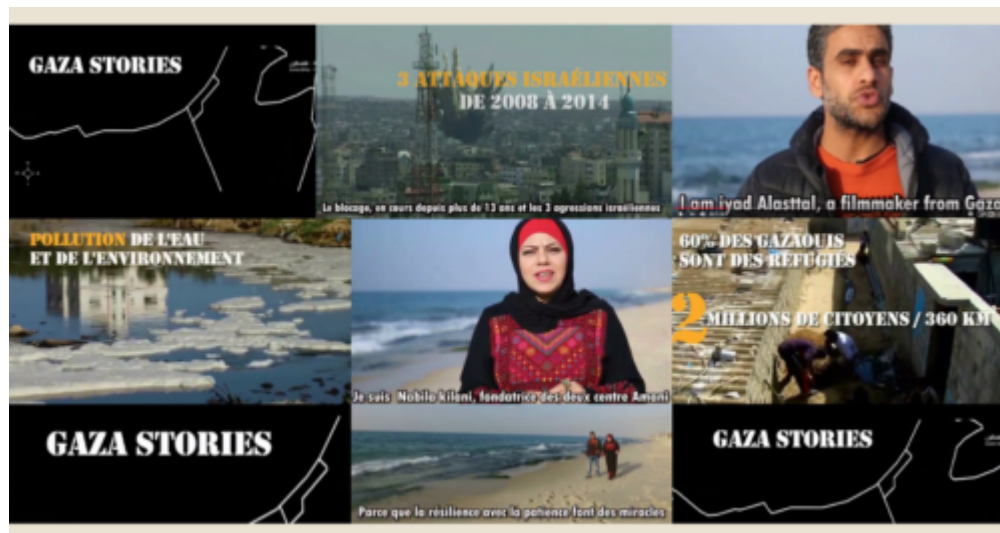 GAZA STORIES
3 ATTAQUES ISRAÉLIENNES
DE 2008 À 2014
Le blocage, en cours depuis plus de 13 ans et les 3 agressions israéliennes
I am iyad Alasttal, a filmmaker from Gaza
POLLUTION DE L'EAU
ET DE L'ENVIRONNEMENT
Je suis Nabila kilani, fondatrice des deux centre Amani
60% DES GAZAOUIS
SONT DES RÉFUGIÉS
2 MILLIONS DE CITOYENS / 360 KM
GAZA STORIES
Parce que la résilience avec la patience font des miracles
GAZA STORIES